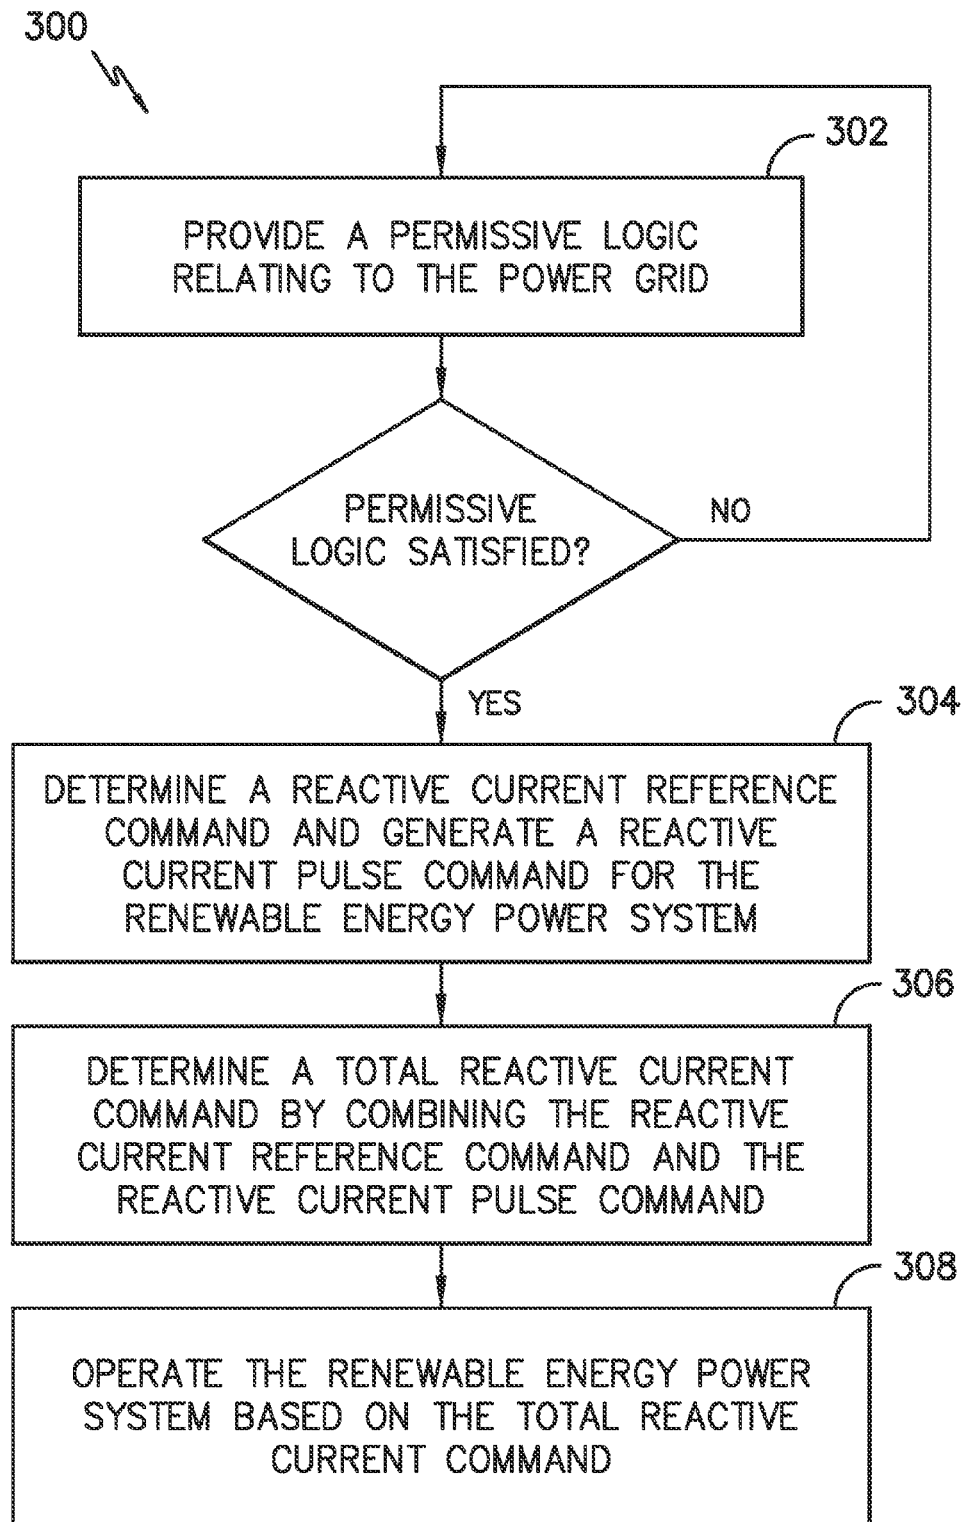 300
302
PROVIDE A PERMISSIVE LOGIC
RELATING TO THE POWER GRID
PERMISSIVE
LOGIC SATISFIED?
NO
YES
304
DETERMINE A REACTIVE CURRENT REFERENCE
COMMAND AND GENERATE A REACTIVE
CURRENT PULSE COMMAND FOR THE
RENEWABLE ENERGY POWER SYSTEM
306
DETERMINE A TOTAL REACTIVE CURRENT
COMMAND BY COMBINING THE REACTIVE
CURRENT REFERENCE COMMAND AND THE
REACTIVE CURRENT PULSE COMMAND
308
OPERATE THE RENEWABLE ENERGY POWER
SYSTEM BASED ON THE TOTAL REACTIVE
CURRENT COMMAND